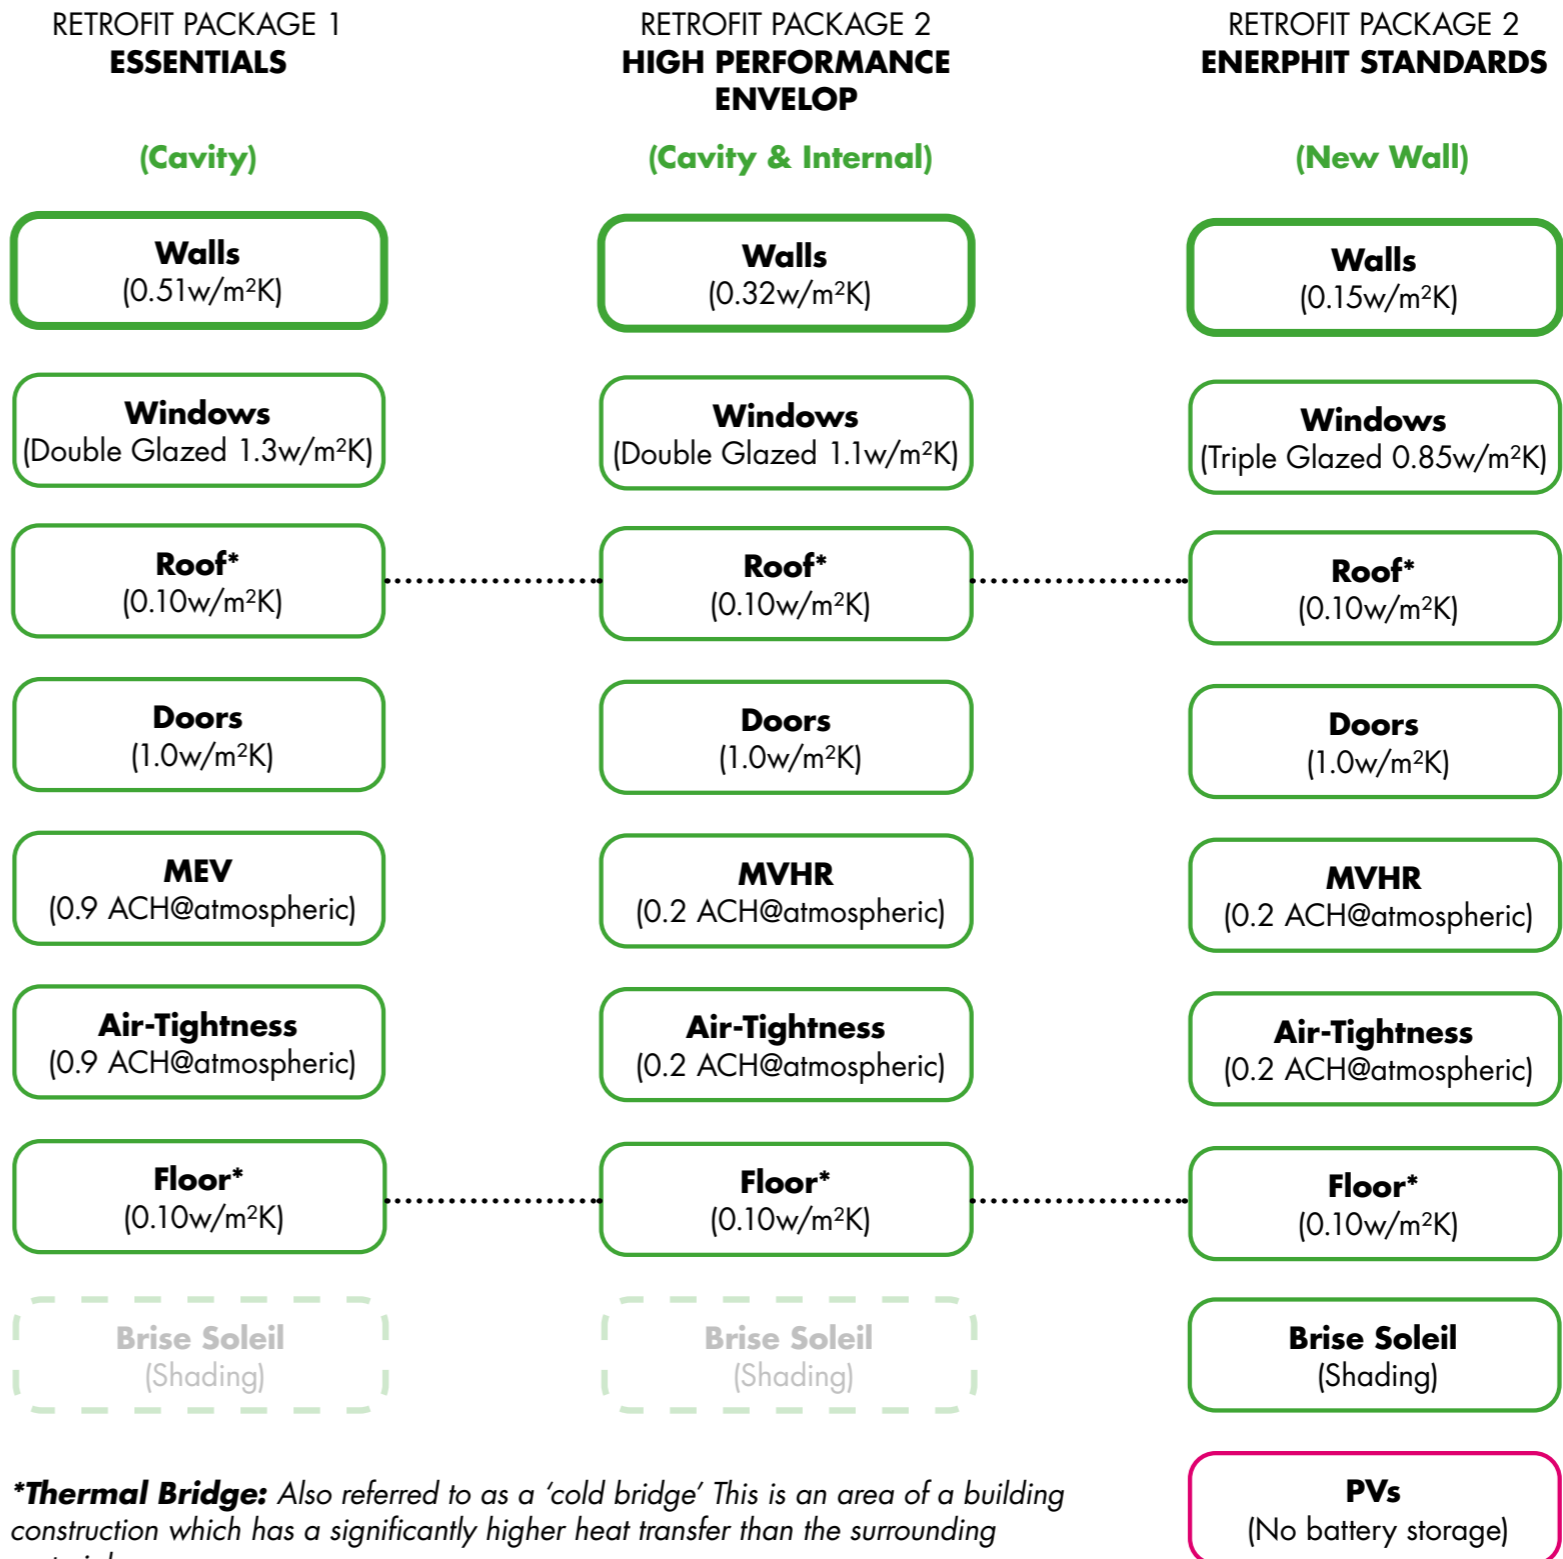 RETROFIT PACKAGE 1
ESSENTIALS
(Cavity)
Walls
(0.51w/m²K)
Windows
(Double Glazed 1.3w/m²K)
Roof*
(0.10w/m²K)
Doors
(1.0w/m²K)
MEV
(0.9 ACH@atmospheric)
Air-Tightness
(0.9 ACH@atmospheric)
Floor*
(0.10w/m²K)
Brise Soleil
(Shading)
RETROFIT PACKAGE 2
HIGH PERFORMANCE
ENVELOP
(Cavity & Internal)
Walls
(0.32w/m²K)
Windows
(Double Glazed 1.1w/m²K)
Roof*
(0.10w/m²K)
Doors
(1.0w/m²K)
MVHR
(0.2 ACH@atmospheric)
Air-Tightness
(0.2 ACH@atmospheric)
Floor*
(0.10w/m²K)
Brise Soleil
(Shading)
RETROFIT PACKAGE 2
ENERPHIT STANDARDS
(New Wall)
Walls
(0.15w/m²K)
Windows
(Triple Glazed 0.85w/m²K)
Roof*
(0.10w/m²K)
Doors
(1.0w/m²K)
MVHR
(0.2 ACH@atmospheric)
Air-Tightness
(0.2 ACH@atmospheric)
Floor*
(0.10w/m²K)
Brise Soleil
(Shading)
PVs
(No battery storage)
*Thermal Bridge: Also referred to as a ‘cold bridge’ This is an area of a building
construction which has a significantly higher heat transfer than the surrounding